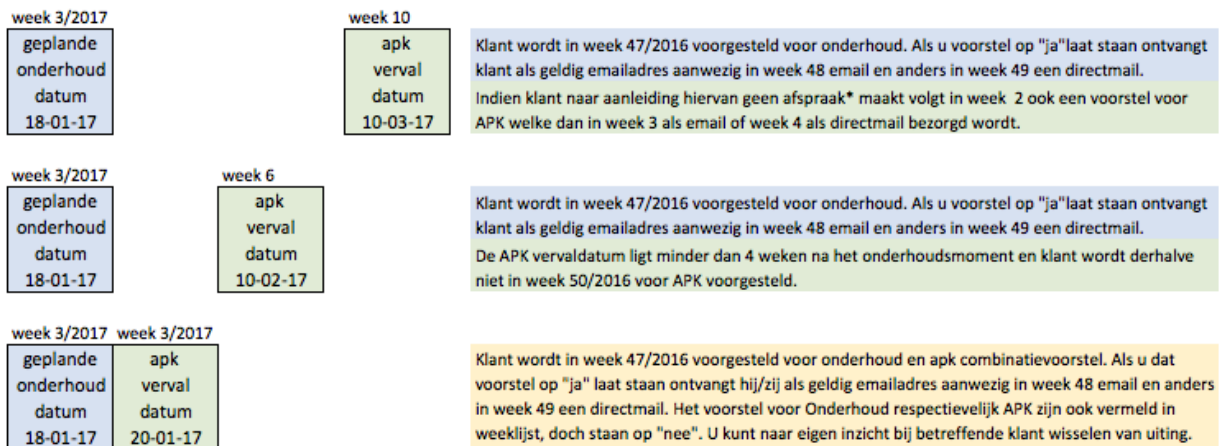 week 3/2017 week 10
geplande
onderhoud
datum
18-01-17
apk
verval
datum
10-03-17
Klant wordt in week 47/2016 voorgesteld voor onderhoud. Als u voorstel op "ja"laat staan ontvangt
klant als geldig emailadres aanwezig in week 48 email en anders in week 49 een directmail.
Indien klant naar aanleiding hiervan geen afspraak* maakt volgt in week  2 ook een voorstel voor
APK welke dan in week 3 als email of week 4 als directmail bezorgd wordt.
week 3/2017 week 6
geplande
onderhoud
datum
18-01-17
apk
verval
datum
10-02-17
Klant wordt in week 47/2016 voorgesteld voor onderhoud. Als u voorstel op "ja"laat staan ontvangt
klant als geldig emailadres aanwezig in week 48 email en anders in week 49 een directmail.
De APK vervaldatum ligt minder dan 4 weken na het onderhoudsmoment en klant wordt derhalve
niet in week 50/2016 voor APK voorgesteld.
week 3/2017 week 3/2017
geplande
onderhoud
datum
18-01-17
apk
verval
datum
20-01-17
Klant wordt in week 47/2016 voorgesteld voor onderhoud en apk combinatievoorstel. Als u dat
voorstel op "ja" laat staan ontvangt hij/zij als geldig emailadres aanwezig in week 48 email en anders
in week 49 een directmail. Het voorstel voor Onderhoud respectievelijk APK zijn ook vermeld in
weeklijst, doch staan op "nee". U kunt naar eigen inzicht bij betreffende klant wisselen van uiting.